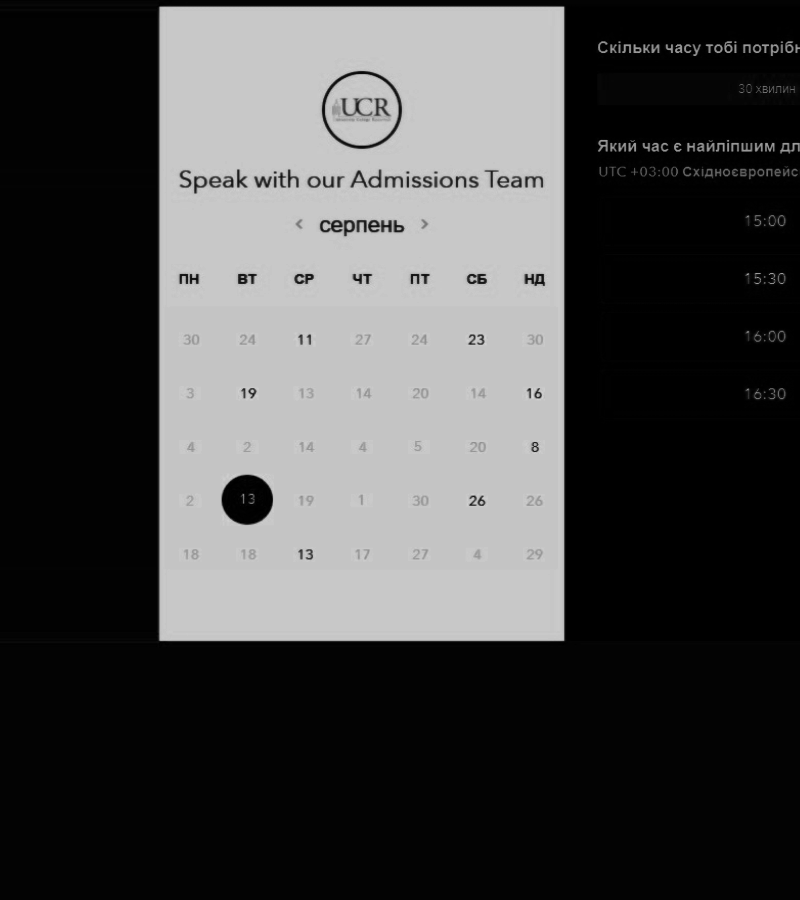 UCR
Speak with our Admissions Team
серпень
ПН ВТ СР ЧТ ПТ СБ НД
30 24 11 27 24 23 30
3 19 13 14 20 14 16
4 2 14 4 5 20 8
2 13 19 1 30 26 26
18 18 13 17 27 4 29
Скільки часу тобі потрібн
30 хвилин
Який час є найліпшим дл
UTC +03:00 Східноєвропейс
15:00
15:30
16:00
16:30